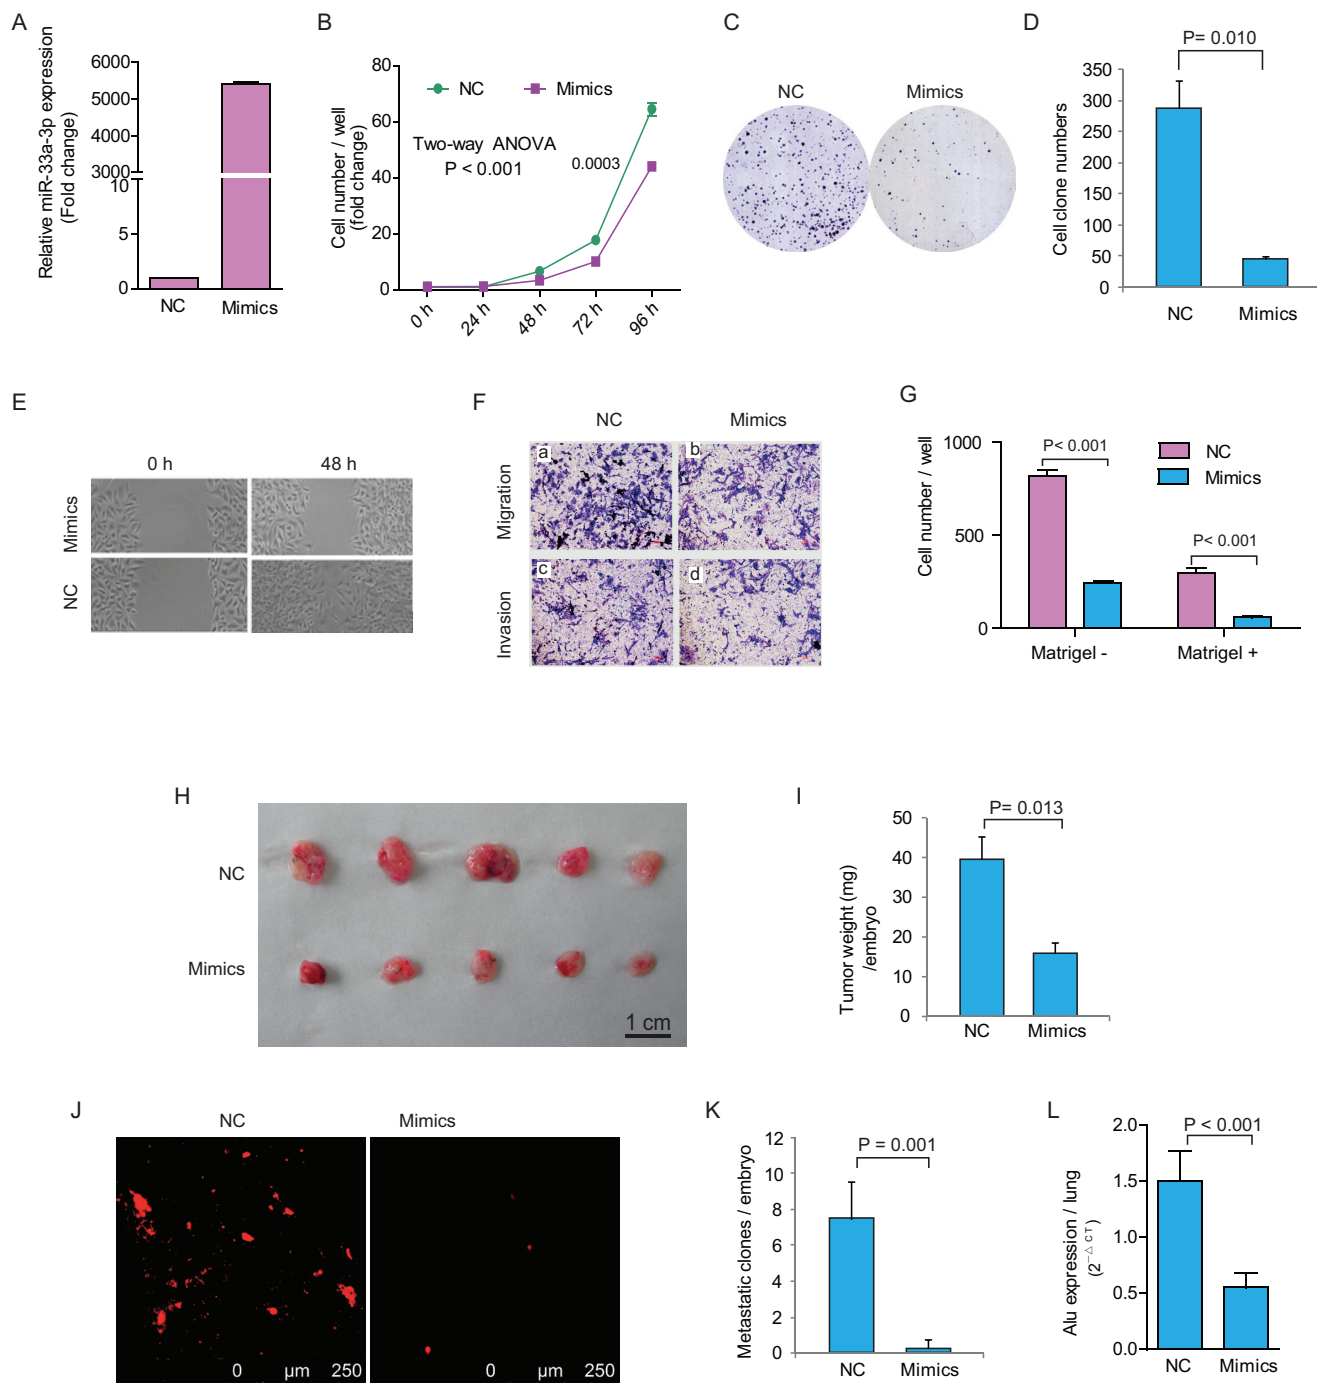 A
Relative miR-33a-3p expression
(Fold change)
6000
5000
4000
3000
10
5
0
NC
Mimics
B
Cell number / well
(fold change)
80
60
40
20
0
NC
Mimics
Two-way ANOVA
P < 0.001
0.0003
0 h
24 h
48 h
72 h
96 h
C
NC
Mimics
D
P= 0.010
Cell clone numbers
350
300
250
200
150
100
50
0
NC
Mimics
E
0 h
48 h
Mimics
NC
F
NC
Mimics
Migration
Invasion
a
b
c
d
G
Cell number / well
1000
500
0
P< 0.001
P< 0.001
NC
Mimics
Matrigel -
Matrigel +
H
NC
Mimics
1 cm
I
P= 0.013
Tumor weight (mg)
/embryo
50
40
30
20
10
0
NC
Mimics
J
NC
Mimics
0 µm 250
0 µm 250
K
Metastatic clones / embryo
12
10
8
6
4
2
0
P = 0.001
NC
Mimics
L
Alu expression / lung
(2⁻△CT)
2.0
1.5
1.0
0.5
0.0
P < 0.001
NC
Mimics